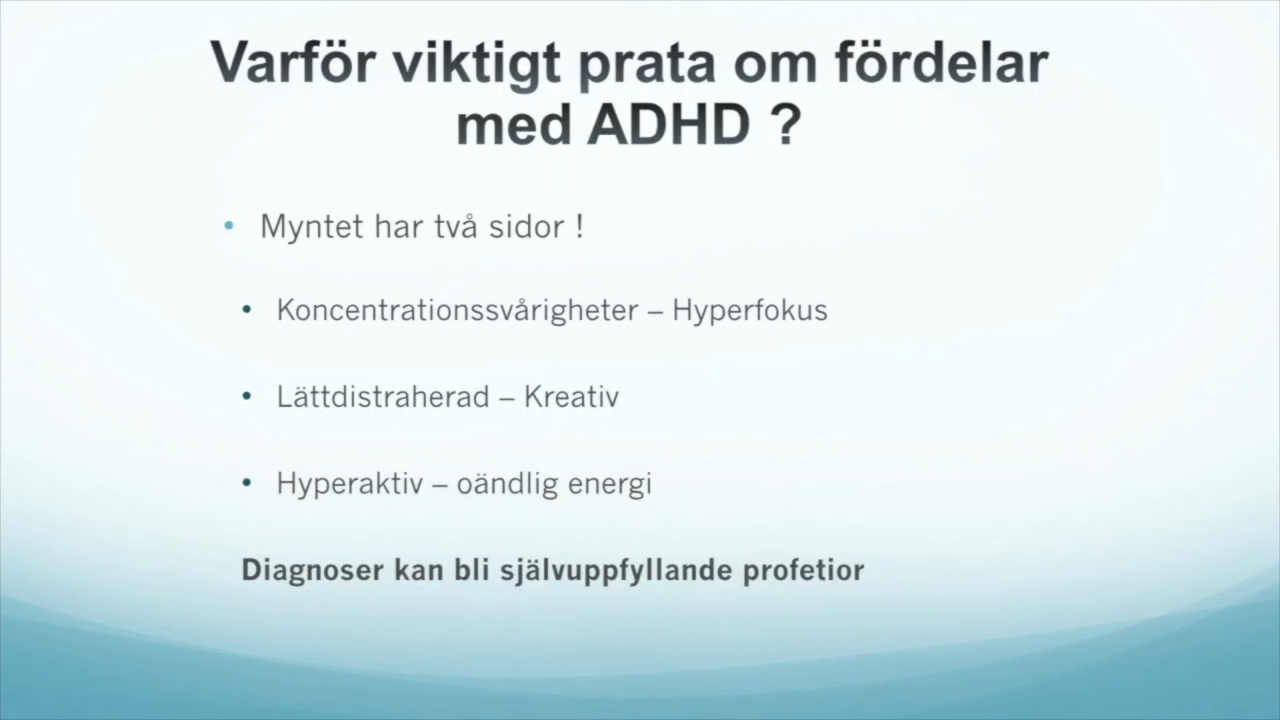 Varför viktigt prata om fördelar
med ADHD ?
• Myntet har två sidor !
• Koncentrationssvårigheter – Hyperfokus
• Lättdistraherad – Kreativ
• Hyperaktiv – oändlig energi
Diagnoser kan bli självuppfyllande profetior